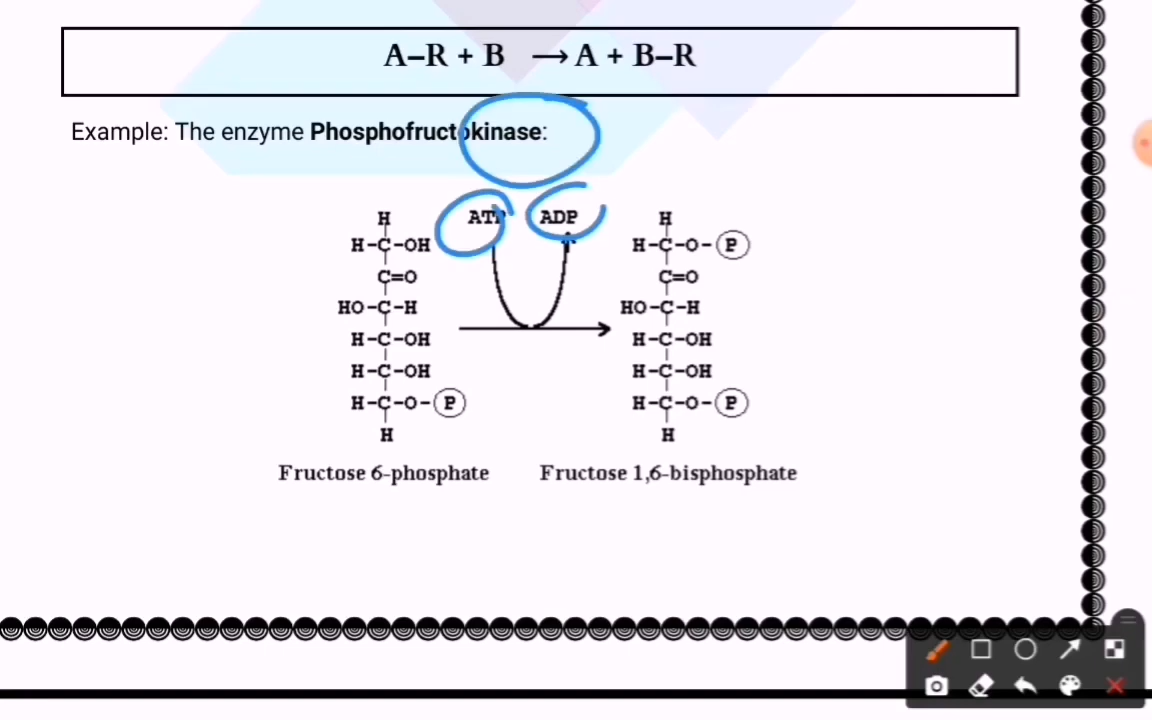 A–R + B → A + B–R
Example: The enzyme Phosphofructokinase:
ATP ADP
H H
H-C-OH H-C-O-P
C=O C=O
HO-C-H HO-C-H
H-C-OH H-C-OH
H-C-OH H-C-OH
H-C-O-P H-C-O-P
H H
Fructose 6-phosphate Fructose 1,6-bisphosphate